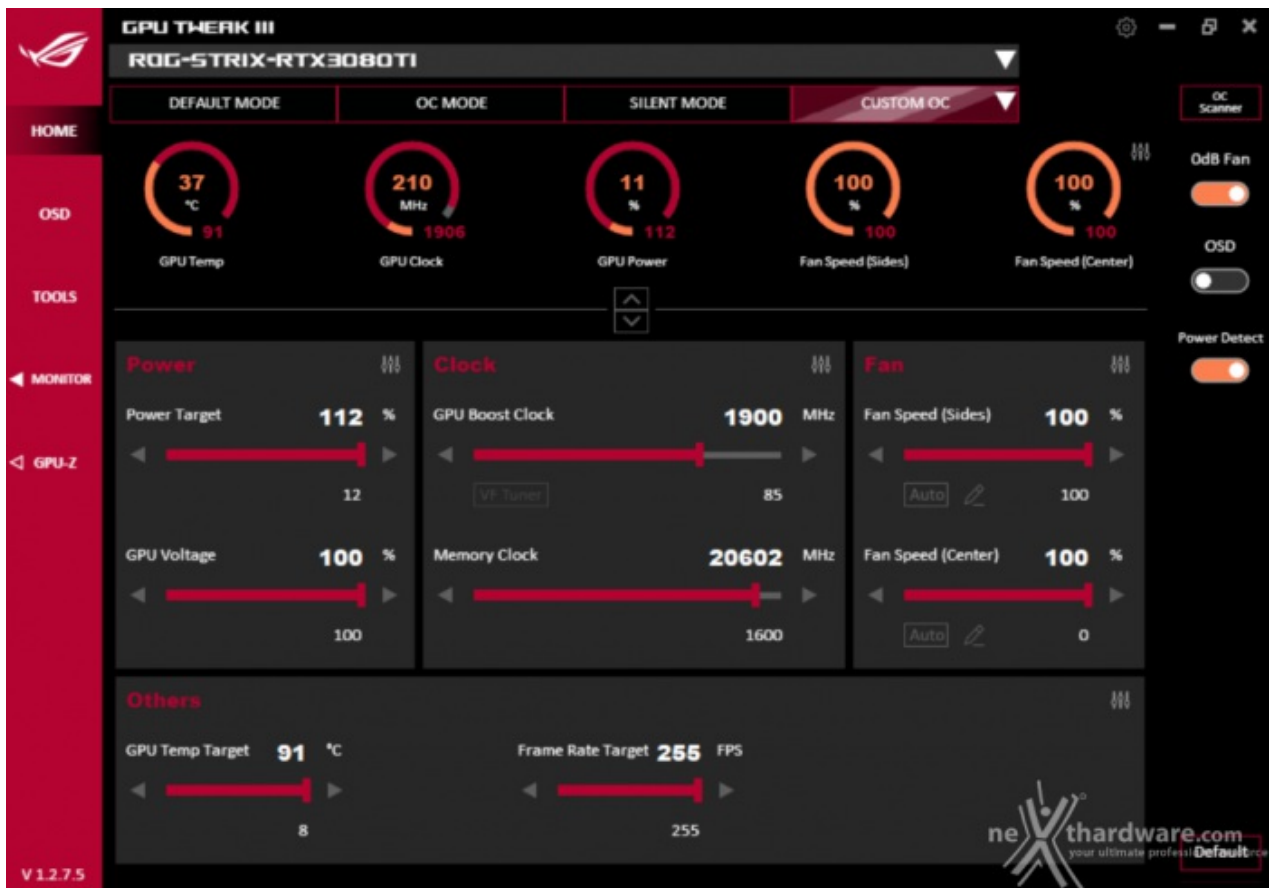 GPU TWEAK III
ROG-STRIX-RTX3080TI
DEFAULT MODE OC MODE SILENT MODE CUSTOM OC
OC Scanner
HOME
OSD
TOOLS
MONITOR
GPU-Z
V 1.2.7.5
37 °C 91
GPU Temp
210 MHz 1906
GPU Clock
11 % 112
GPU Power
100 % 100
Fan Speed (Sides)
100 % 100
Fan Speed (Center)
0dB Fan
OSD
Power Detect
Power
Power Target 112 %
12
GPU Voltage 100 %
100
Clock
GPU Boost Clock 1900 MHz
VF Tuner 85
Memory Clock 20602 MHz
1600
Fan
Fan Speed (Sides) 100 %
Auto 100
Fan Speed (Center) 100 %
Auto 0
Others
GPU Temp Target 91 °C
8
Frame Rate Target 255 FPS
255
nexthardware.com
your ultimate professional resource
Default